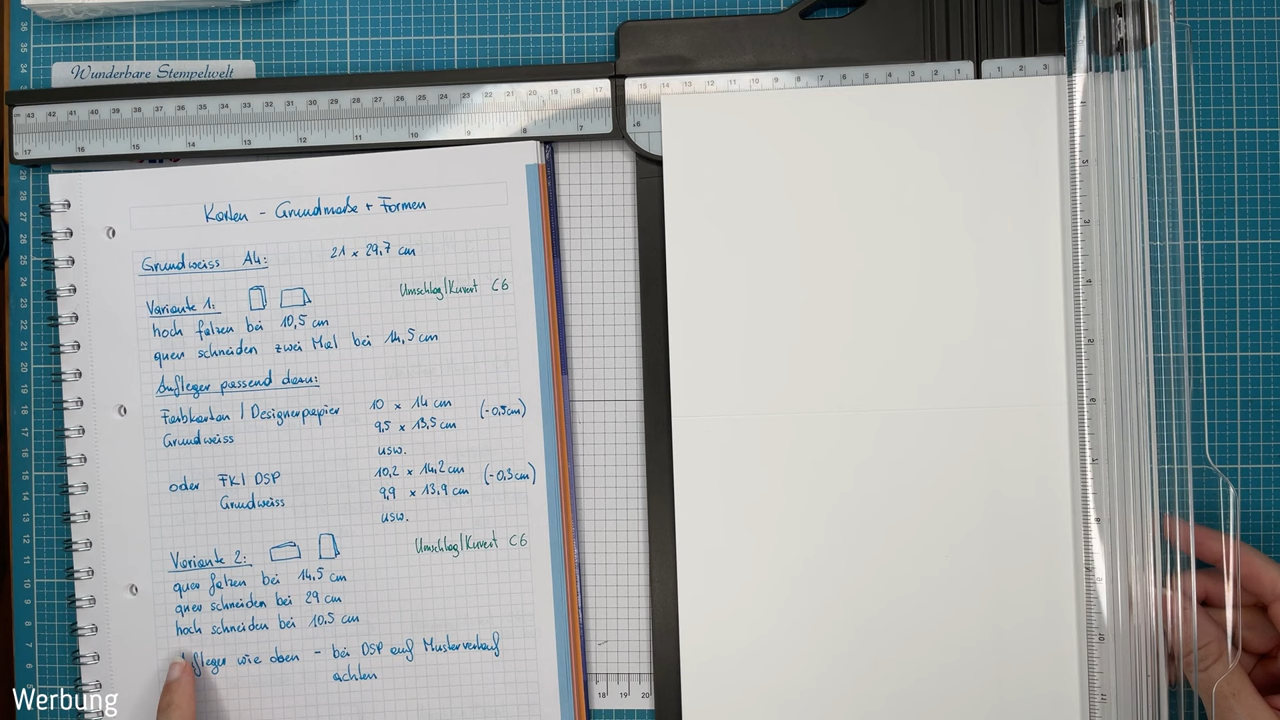 Wunderbare Stempelwelt
Karten - Grundmaße + Formen
Grundweiss A4: 21 x 29,7 cm
Variante 1: Umschlag/Kuvert C6
hoch falzen bei 10,5 cm
quer schneiden zwei Mal bei 14,5 cm
Aufleger passend dazu:
Farbkarton / Designerpapier 10 x 14 cm (-0,5cm)
Grundweiss 9,5 x 13,5 cm
usw.
oder FK/DSP 10,2 x 14,2 cm (-0,3cm)
Grundweiss 9,9 x 13,9 cm
usw.
Variante 2: Umschlag/Kuvert C6
quer falzen bei 14,5 cm
quer schneiden bei 29 cm
hoch schneiden bei 10,5 cm
Aufleger wie oben - bei DSP auf Musterverlauf
achten
Werbung